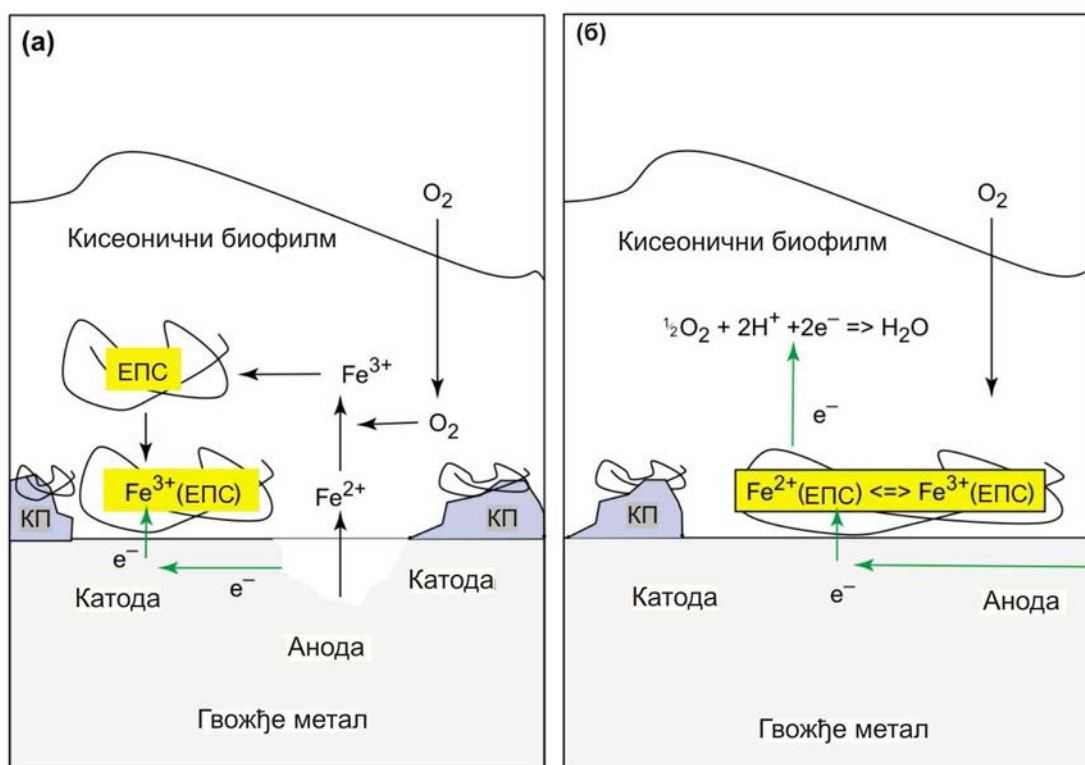 (а)
O₂
Кисеонични биофилм
ЕПС
Fe³⁺
O₂
Fe³⁺(ЕПС)
Fe²⁺
КП
КП
e⁻
e⁻
Катода
Катода
Анода
Гвожђе метал
(б)
O₂
Кисеонични биофилм
½O₂ + 2H⁺ +2e⁻ => H₂O
e⁻
Fe²⁺(ЕПС) <=> Fe³⁺(ЕПС)
КП
e⁻
Катода
Анода
Гвожђе метал